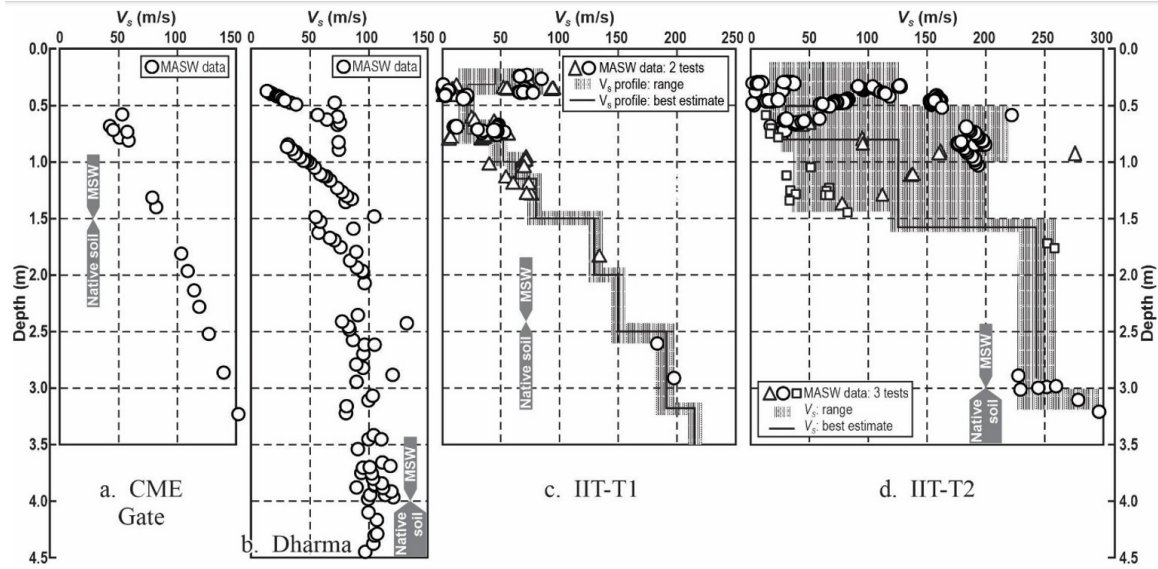 Vs (m/s)
0 50 100 150
Vs (m/s)
0 50 100 150
Vs (m/s)
0 50 100 150 200 250
Vs (m/s)
0 50 100 150 200 250 300
Depth (m)
0.0
0.5
1.0
1.5
2.0
2.5
3.0
3.5
4.0
4.5
MASW data
MSW
Native soil
a. CME
Gate
MASW data
MSW
Native
soil
b. Dharma
MASW data: 2 tests
Vs profile: range
Vs profile: best estimate
MSW
Native soil
c. IIT-T1
MASW data: 3 tests
Vs: range
Vs: best estimate
MSW
Native
soil
d. IIT-T2
0.0
0.5
1.0
1.5
2.0
2.5
3.0
3.5
4.0
4.5
Depth (m)